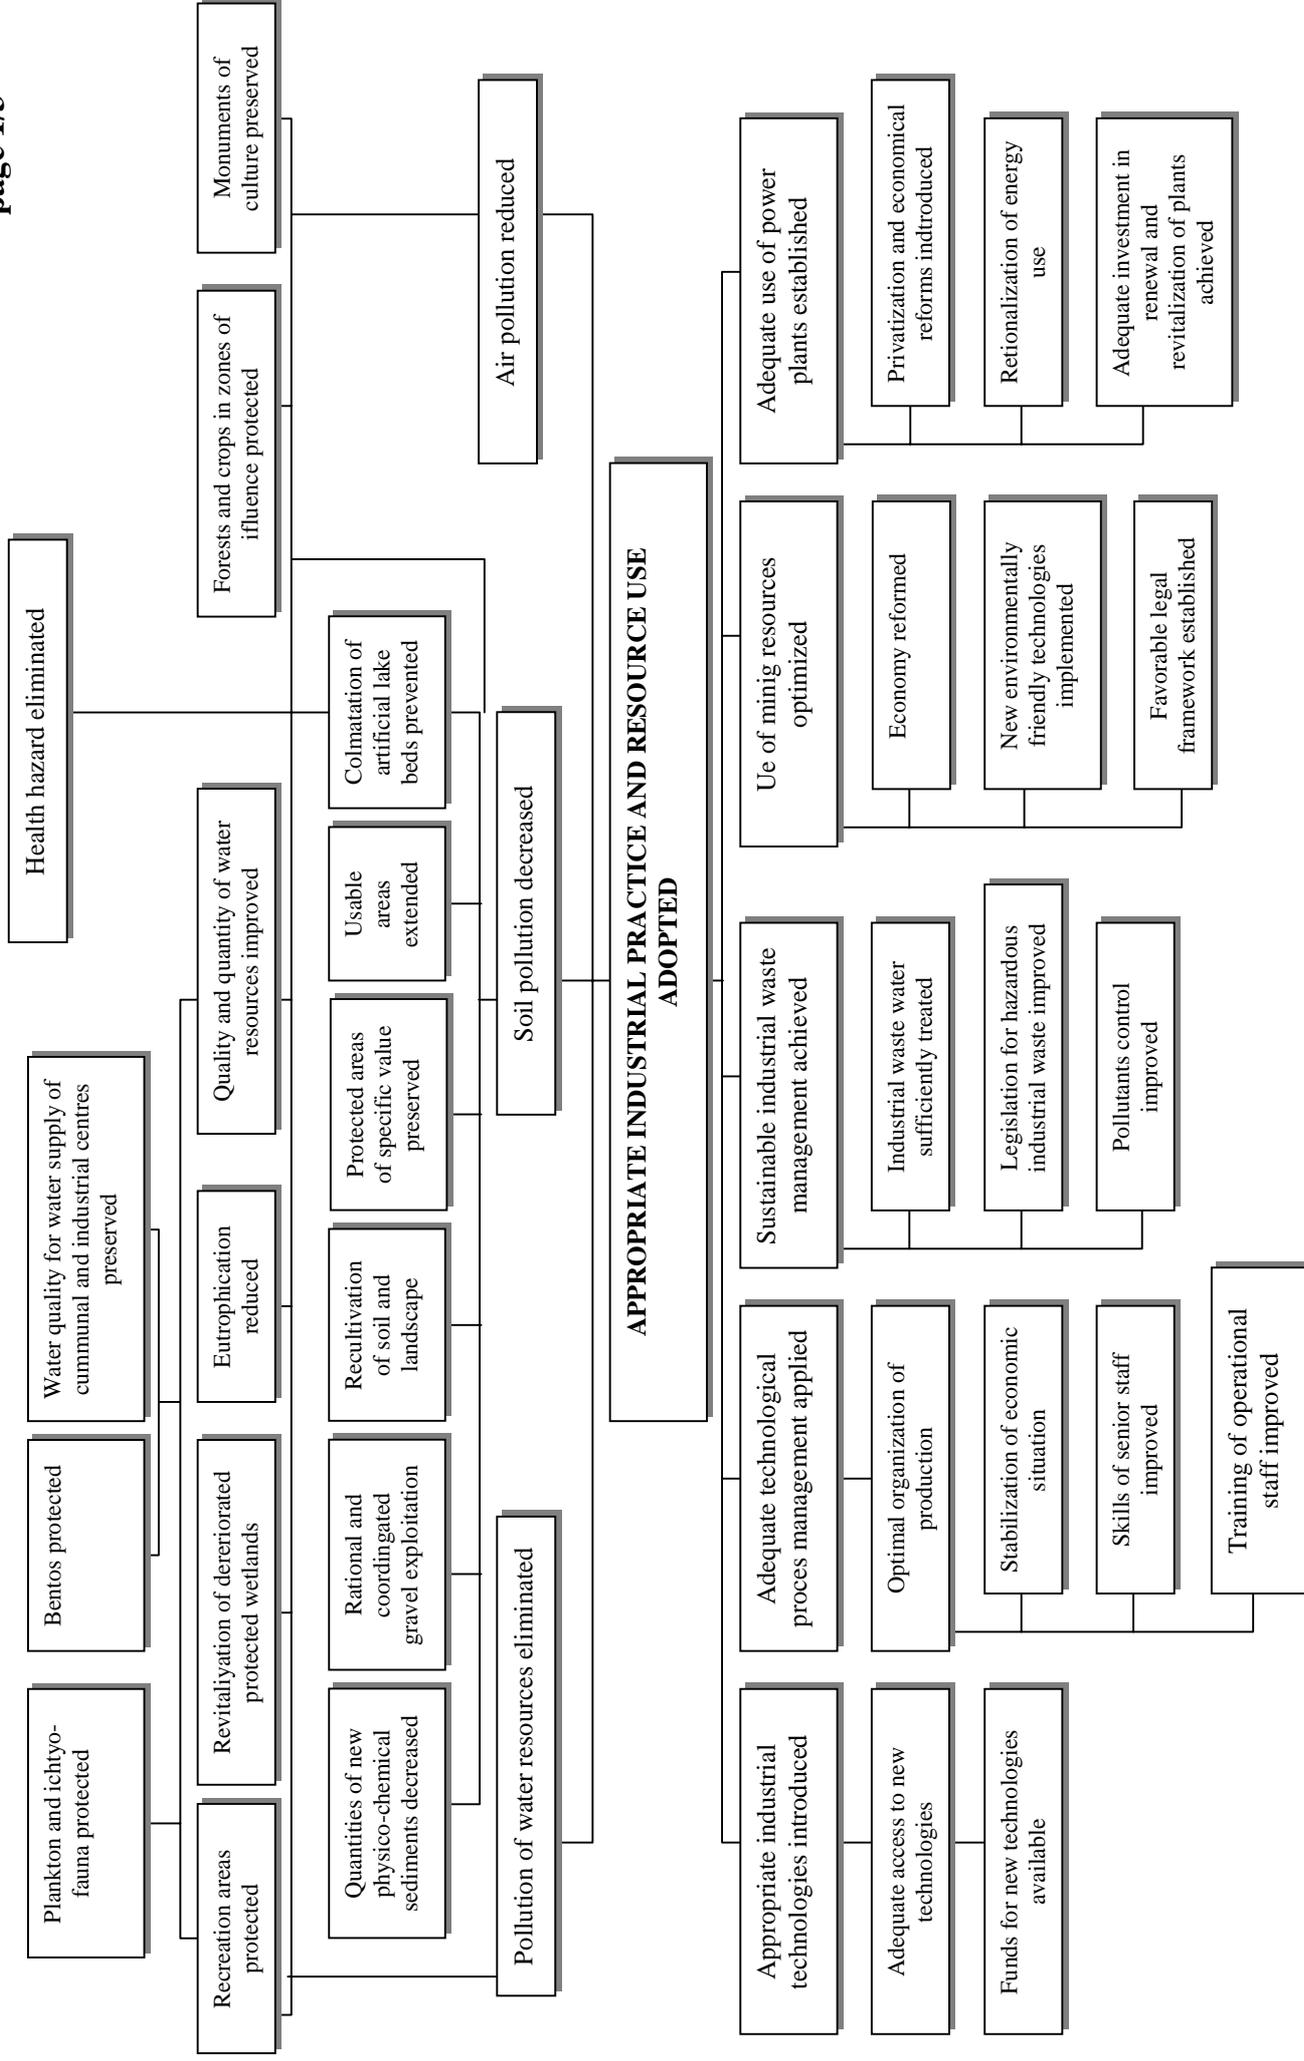 page
Health hazard eliminated
Plankton and ichtyo-
fauna protected
Bentos protected
Water quality for water supply of
cummunal and industrial centres
preserved
Recreation areas
protected
Revitaliyation of dereriorated
protected wetlands
Eutrophication
reduced
Quality and quantity of water
resources improved
Forests and crops in zones of
ifluence protected
Monuments of
culture preserved
Quantities of new
physico-chemical
sediments decreased
Rational and
coordingated
gravel exploitation
Recultivation
of soil and
landscape
Protected areas
of specific value
preserved
Usable
areas
extended
Colmatation of
artificial lake
beds prevented
Pollution of water resources eliminated
Soil pollution decreased
Air pollution reduced
APPROPRIATE INDUSTRIAL PRACTICE AND RESOURCE USE
ADOPTED
Appropriate industrial
technologies introduced
Adequate technological
proces management applied
Sustainable industrial waste
management achieved
Ue of minig resources
optimized
Adequate use of power
plants established
Adequate access to new
technologies
Optimal organization of
production
Industrial waste water
sufficiently treated
Economy reformed
Privatization and economical
reforms indtroduced
Funds for new technologies
available
Stabilization of economic
situation
Legislation for hazardous
industrial waste improved
New environmentally
friendly technologies
implemented
Retionalization of energy
use
Skills of senior staff
improved
Pollutants control
improved
Favorable legal
framework established
Adequate investment in
renewal and
revitalization of plants
achieved
Training of operational
staff improved